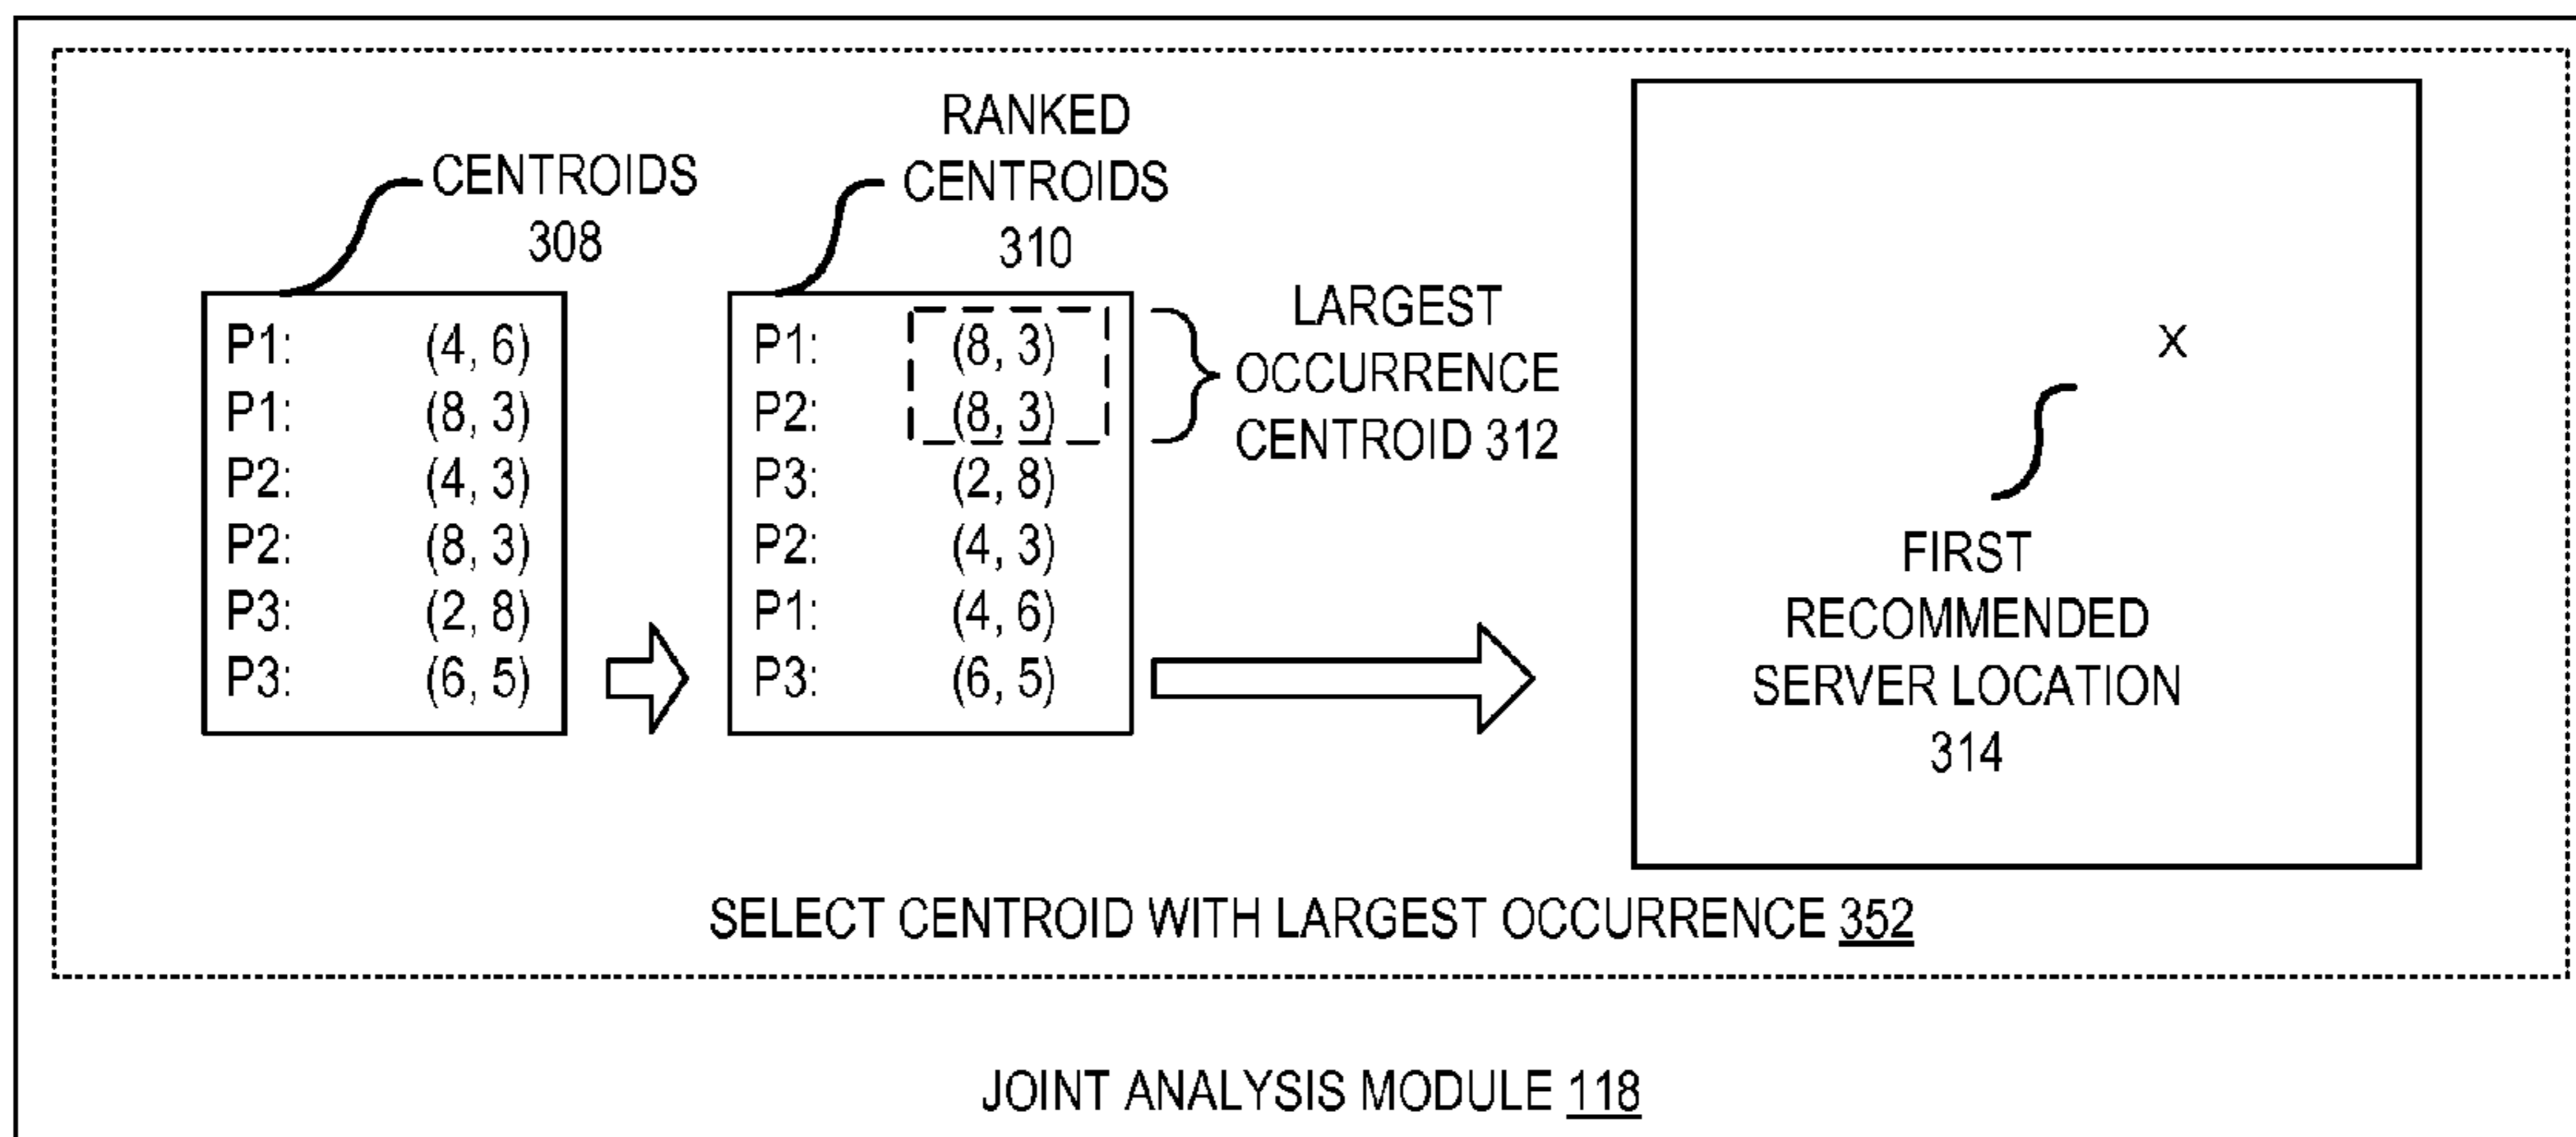 CENTROIDS
308
P1: (4, 6)
P1: (8, 3)
P2: (4, 3)
P2: (8, 3)
P3: (2, 8)
P3: (6, 5)
RANKED
CENTROIDS
310
P1: (8, 3)
P2: (8, 3)
P3: (2, 8)
P2: (4, 3)
P1: (4, 6)
P3: (6, 5)
LARGEST
OCCURRENCE
CENTROID 312
X
FIRST
RECOMMENDED
SERVER LOCATION
314
SELECT CENTROID WITH LARGEST OCCURRENCE 352
JOINT ANALYSIS MODULE 118